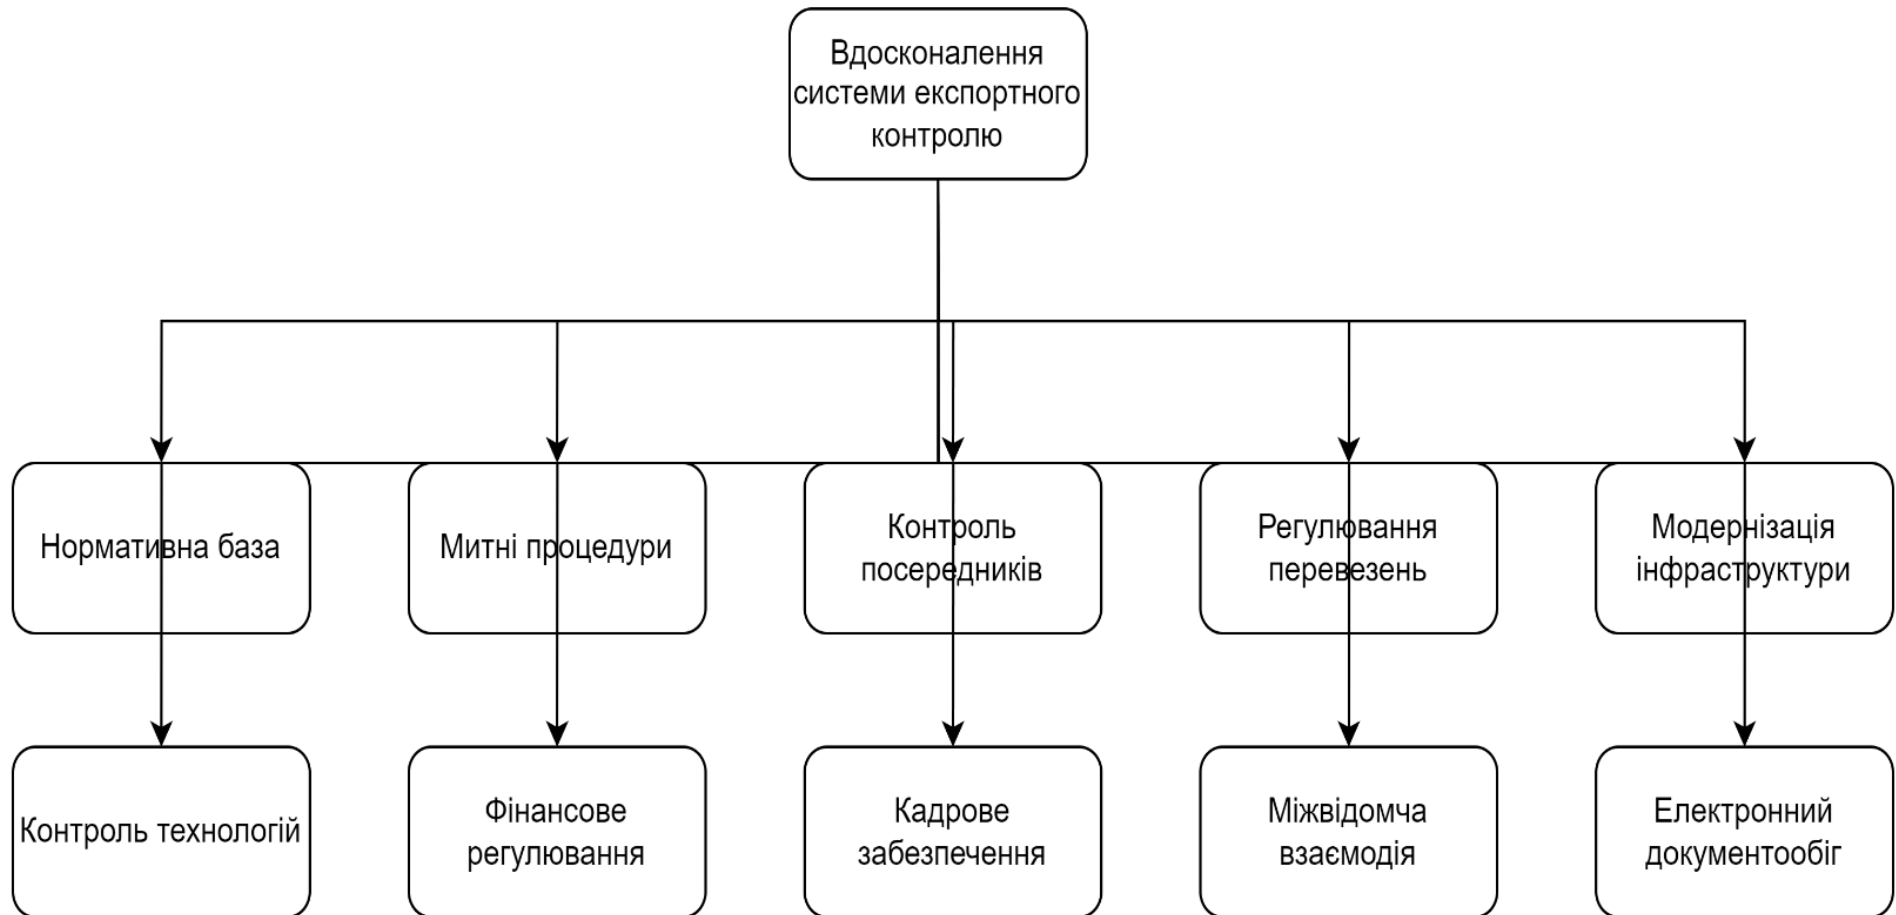 Вдосконалення
системи експортного
контролю
Нормативна база
Митні процедури
Контроль
посередників
Регулювання
перевезень
Модернізація
інфраструктури
Контроль технологій
Фінансове
регулювання
Кадрове
забезпечення
Міжвідомча
взаємодія
Електронний
документообіг